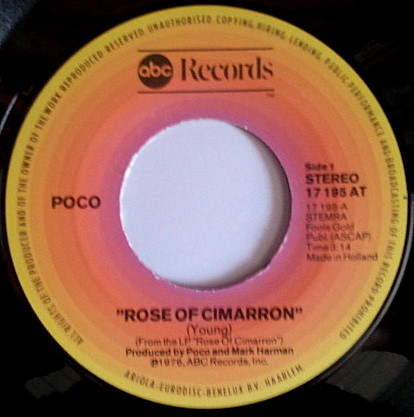 ALL RIGHTS OF THE PRODUCER AND OF THE OWNER OF THE WORK REPRODUCED RESERVED UNAUTHORISED COPYING, HIRING, LENDING, PUBLIC PERFORMANCE AND BROADCASTING OF THIS RECORD PROHIBITED
abc Records
POCO
Side 1
STEREO
17 195 AT
17 195-A
STEMRA
Fools Gold
Publ. (ASCAP)
Time 3:14
Made in Holland
"ROSE OF CIMARRON"
(Young)
(From the LP "Rose Of Cimarron")
Produced by Poco and Mark Harman
℗1976, ABC Records, Inc.
ARIOLA-EURODISC-BENELUX B.V. HAARLEM